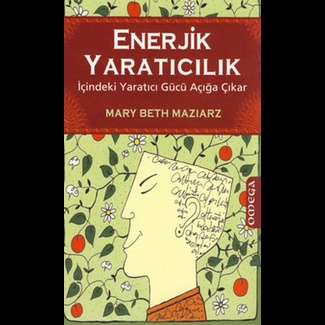 ENERJİK
YARATICILIK
İçindeki Yaratıcı Gücü Açığa Çıkar
MARY BETH MAZIARZ
OMEGA